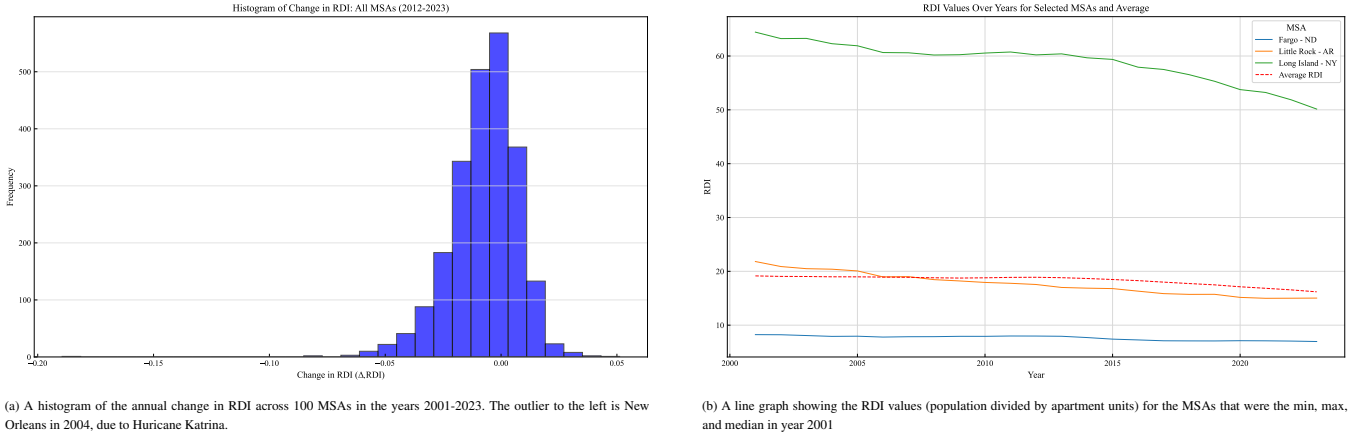 Histogram of Change in RDI: All MSAs (2012-2023)
Frequency
500
400
300
200
100
0
−0.20
−0.15
−0.10
−0.05
0.00
0.05
Change in RDI (Δ,RDI)
(a) A histogram of the annual change in RDI across 100 MSAs in the years 2001-2023. The outlier to the left is New
Orleans in 2004, due to Huricane Katrina.
RDI Values Over Years for Selected MSAs and Average
MSA
Fargo - ND
Little Rock - AR
Long Island - NY
Average RDI
RDI
60
50
40
30
20
10
2000
2005
2010
2015
2020
Year
(b) A line graph showing the RDI values (population divided by apartment units) for the MSAs that were the min, max,
and median in year 2001